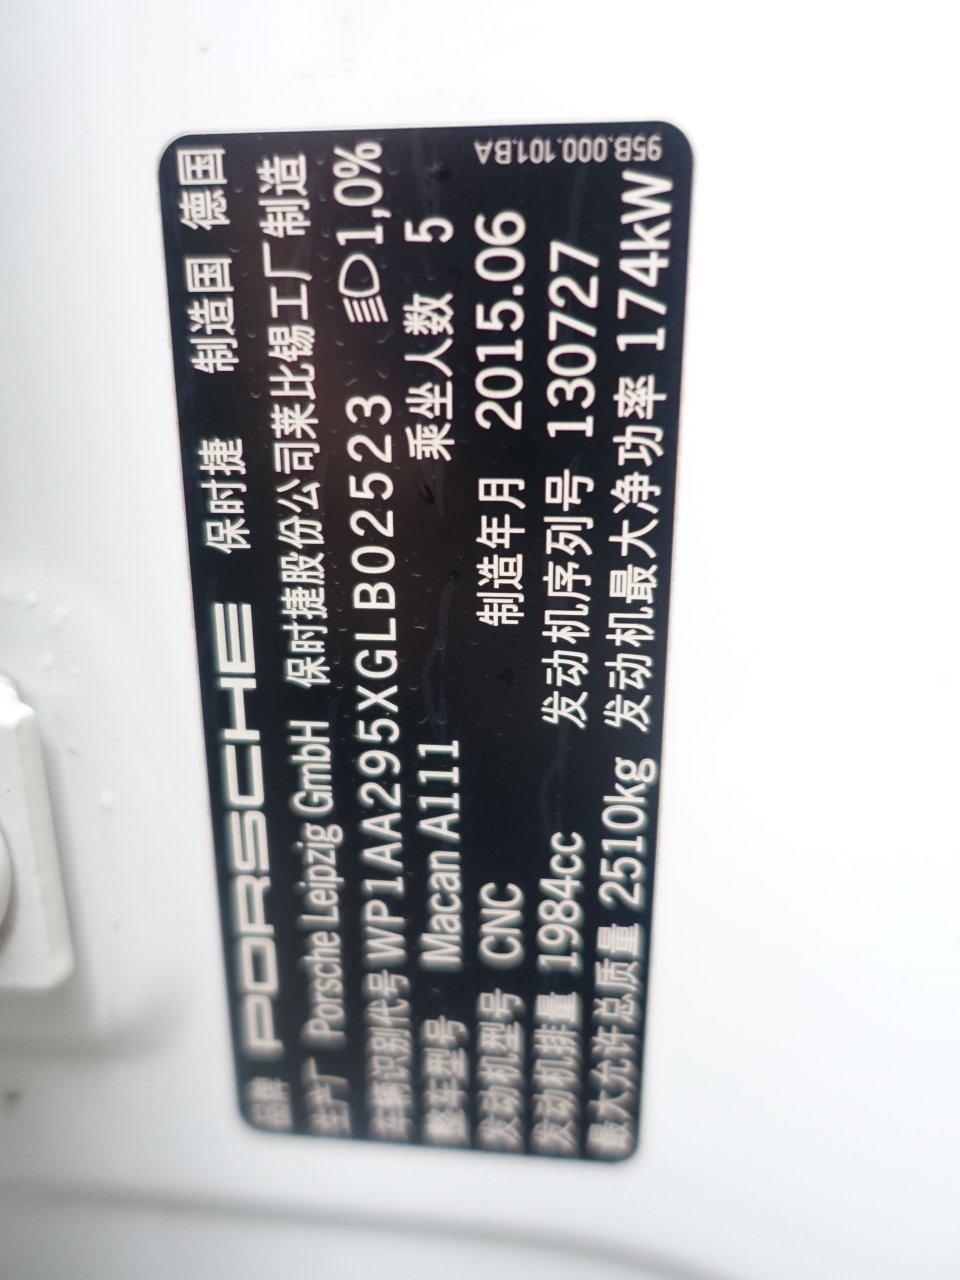 品牌 PORSCHE 保时捷 制造国 德国
生产厂 Porsche Leipzig GmbH 保时捷股份公司莱比锡工厂制造
车辆识别代号 WP1AA295XGLB02523 1,0%
整车型号 Macan A111 乘坐人数 5
发动机型号 CNC 制造年月 2015.06
发动机排量 1984cc 发动机序列号 130727
最大允许总质量 2510kg 发动机最大净功率 174kW
95B.000.101.BA